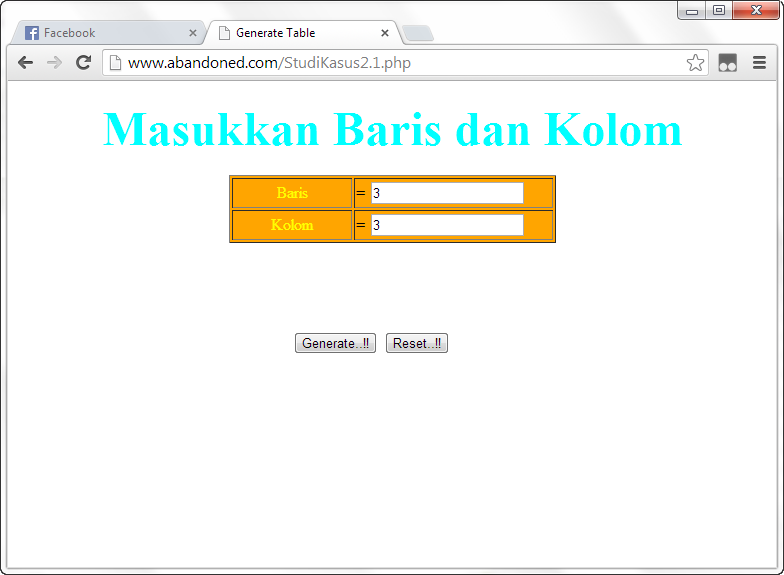 Facebook
Generate Table
www.abandoned.com/StudiKasus2.1.php
Masukkan Baris dan Kolom
Baris = 3
Kolom = 3
Generate..!! Reset..!!